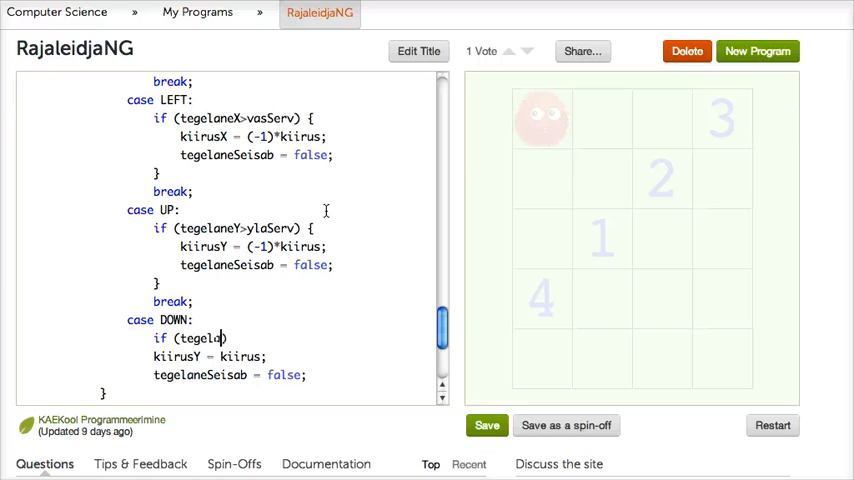 Computer Science » My Programs » RajaleidjaNG
RajaleidjaNG
Edit Title
1 Vote
Share...
Delete
New Program
break;
case LEFT:
if (tegelaneX>vasServ) {
kiirusX = (-1)*kiirus;
tegelaneSeisab = false;
}
break;
case UP:
if (tegelaneY>ylaServ) {
kiirusY = (-1)*kiirus;
tegelaneSeisab = false;
}
break;
case DOWN:
if (tegela)
kiirusY = kiirus;
tegelaneSeisab = false;
}
3
2
1
4
KAEKool Programmeerimine
(Updated 9 days ago)
Save
Save as a spin-off
Restart
Questions Tips & Feedback Spin-Offs Documentation Top Recent Discuss the site